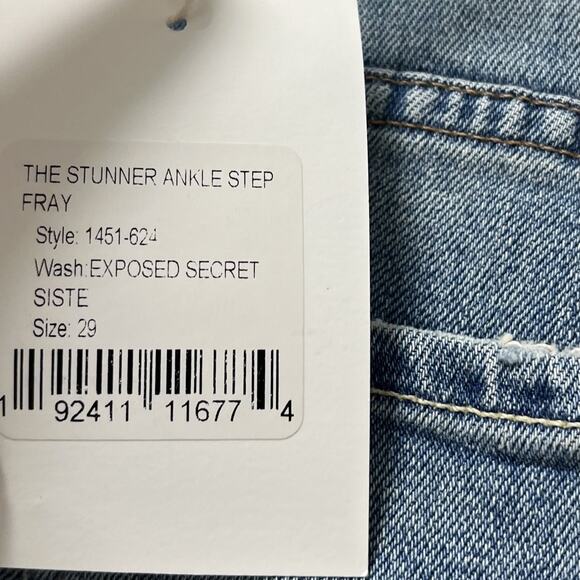 THE STUNNER ANKLE STEP
FRAY
Style: 1451-624
Wash:EXPOSED SECRET
SISTE
Size: 29
1 92411 11677 4